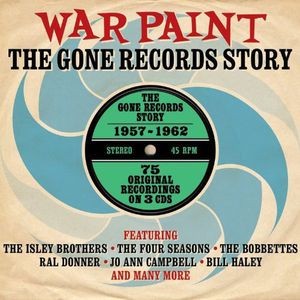 WAR PAINT
THE GONE RECORDS STORY
THE
GONE RECORDS
STORY
1957-1962
STEREO 45 RPM
75
ORIGINAL
RECORDINGS
ON 3 CDS
FEATURING
THE ISLEY BROTHERS • THE FOUR SEASONS • THE BOBBETTES
RAL DONNER • JO ANN CAMPBELL • BILL HALEY
AND MANY MORE